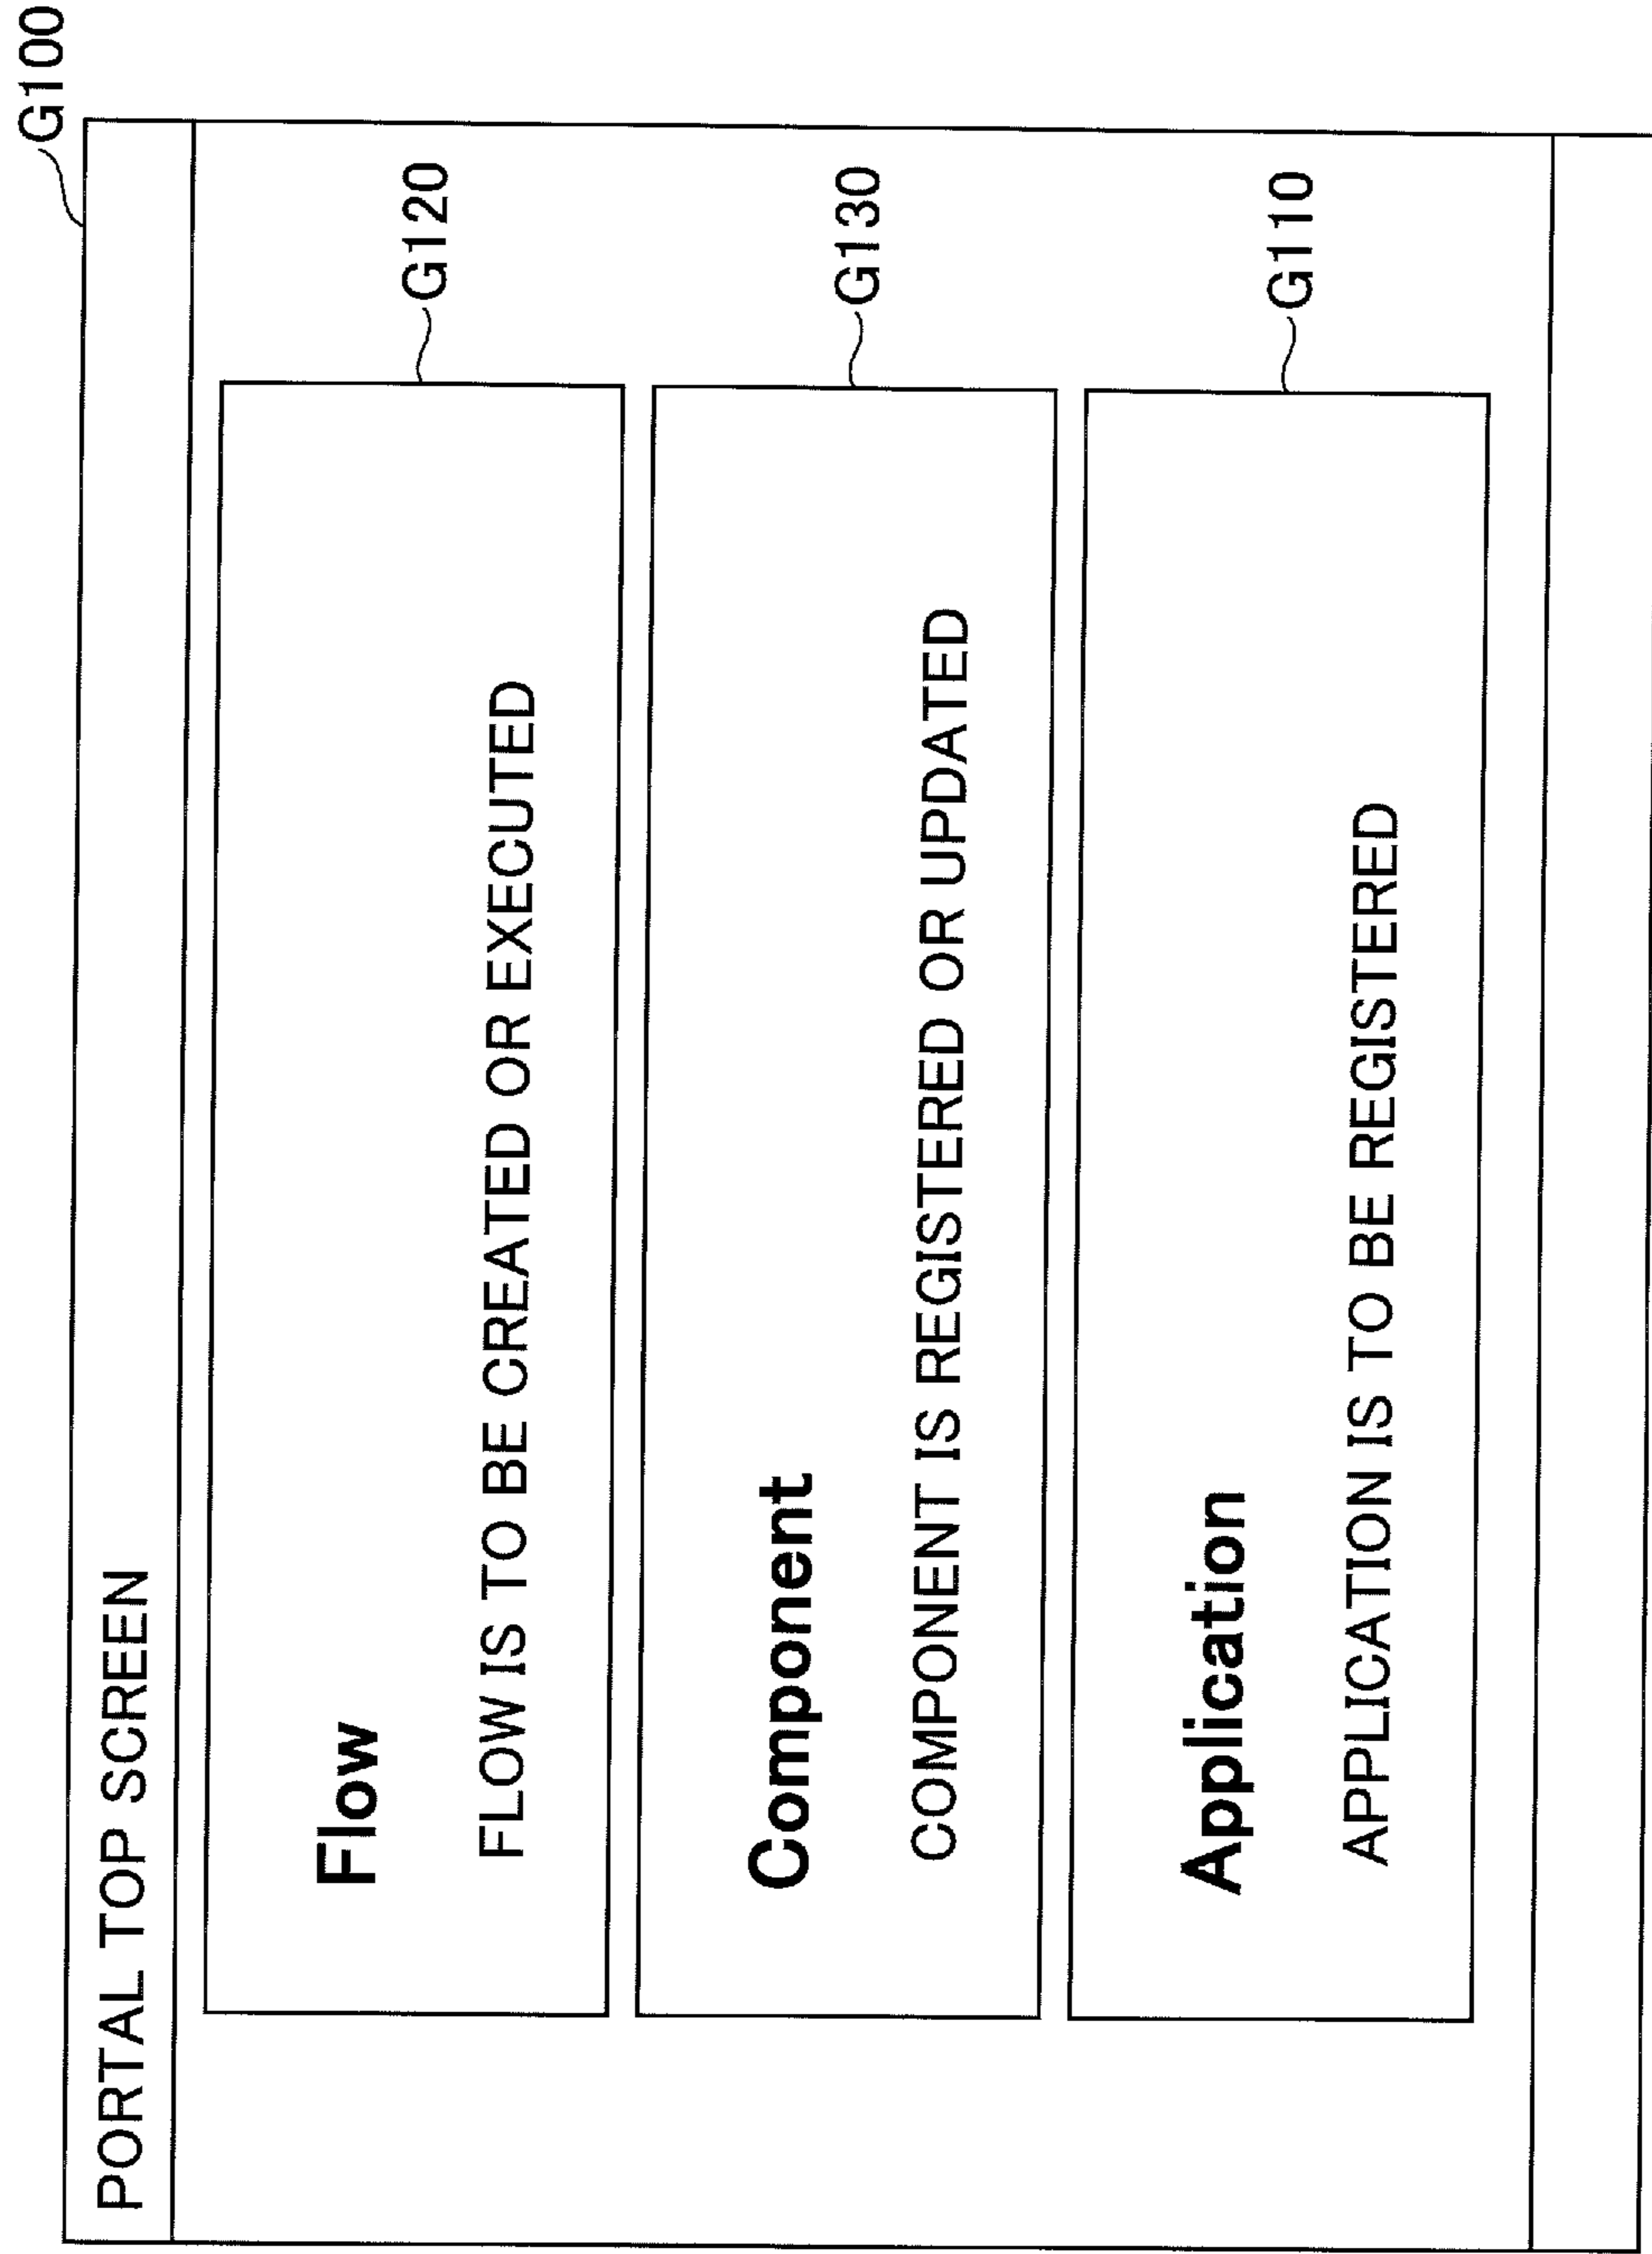 G100
PORTAL TOP SCREEN
Flow
FLOW IS TO BE CREATED OR EXECUTED
G120
Component
COMPONENT IS REGISTERED OR UPDATED
G130
Application
APPLICATION IS TO BE REGISTERED
G110